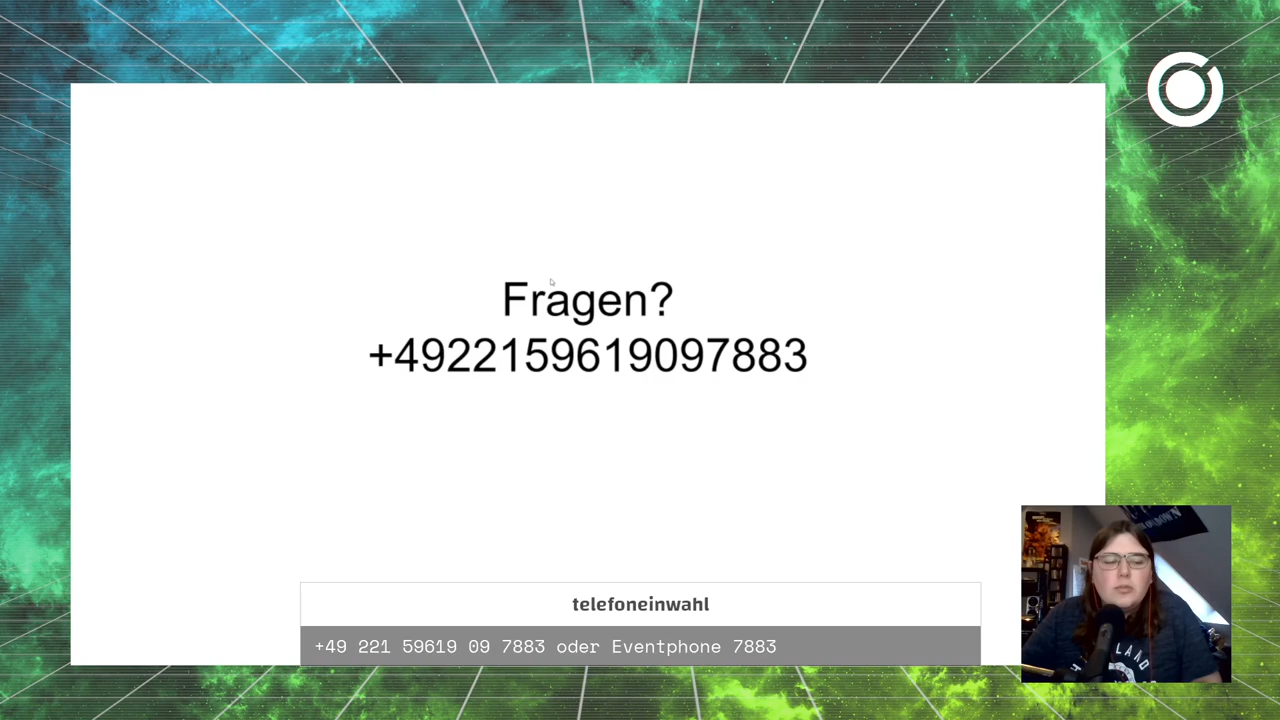 Fragen?
+4922159619097883
telefoneinwahl
+49 221 59619 09 7883 oder Eventphone 7883